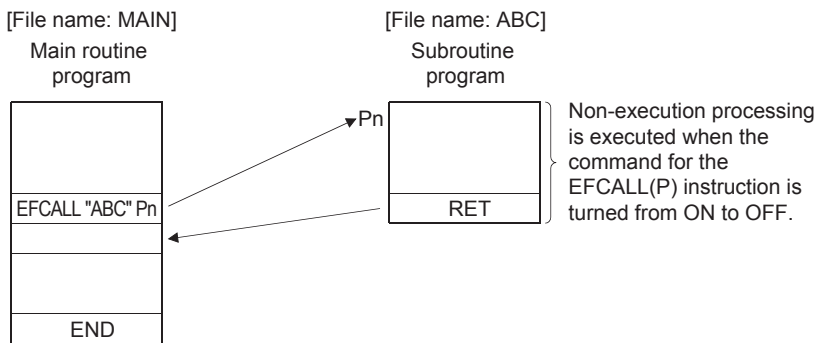 [File name: MAIN]
Main routine
program
EFCALL "ABC" Pn
END
[File name: ABC]
Subroutine
program
Pn
RET
Non-execution processing
is executed when the
command for the
EFCALL(P) instruction is
turned from ON to OFF.